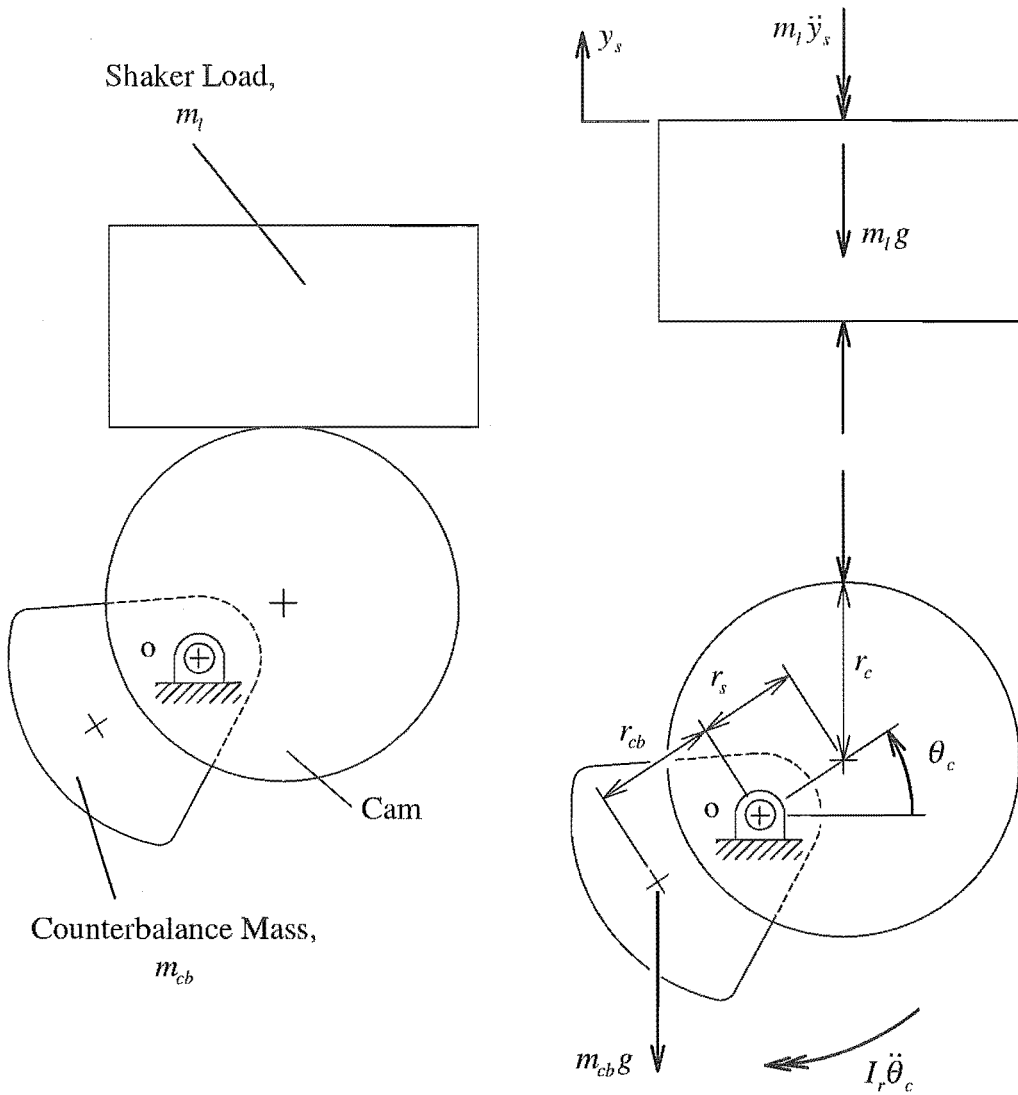 Shaker Load,
m_l
o
Cam
Counterbalance Mass,
m_cb
y_s
m_l ÿ_s
m_l g
r_c
r_s
r_cb
θ_c
o
m_cb g
I_r θ̈_c